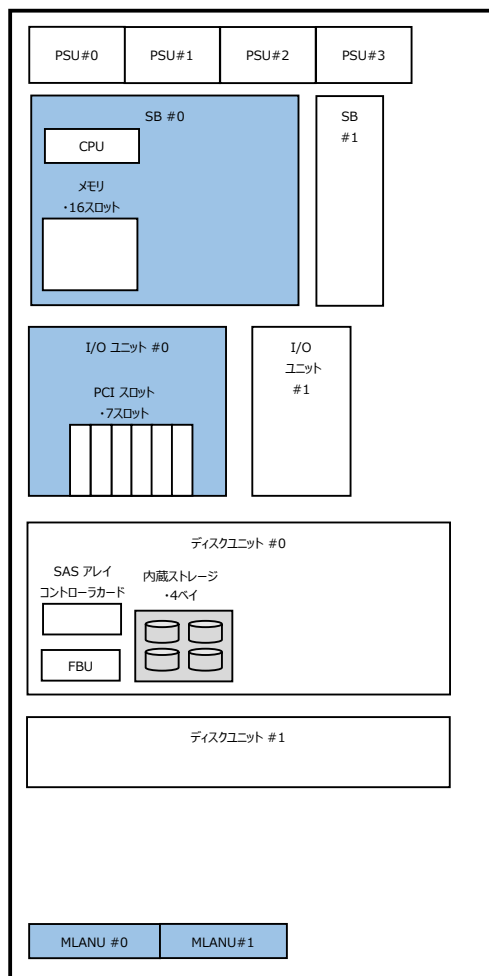 PSU#0
PSU#1
PSU#2
PSU#3
SB #0
CPU
メモリ
・16スロット
SB
#1
I/O ユニット #0
PCI スロット
・7スロット
I/O
ユニット
#1
ディスクユニット #0
SAS アレイ
コントローラカード
FBU
内蔵ストレージ
・4ベイ
ディスクユニット #1
MLANU #0
MLANU#1